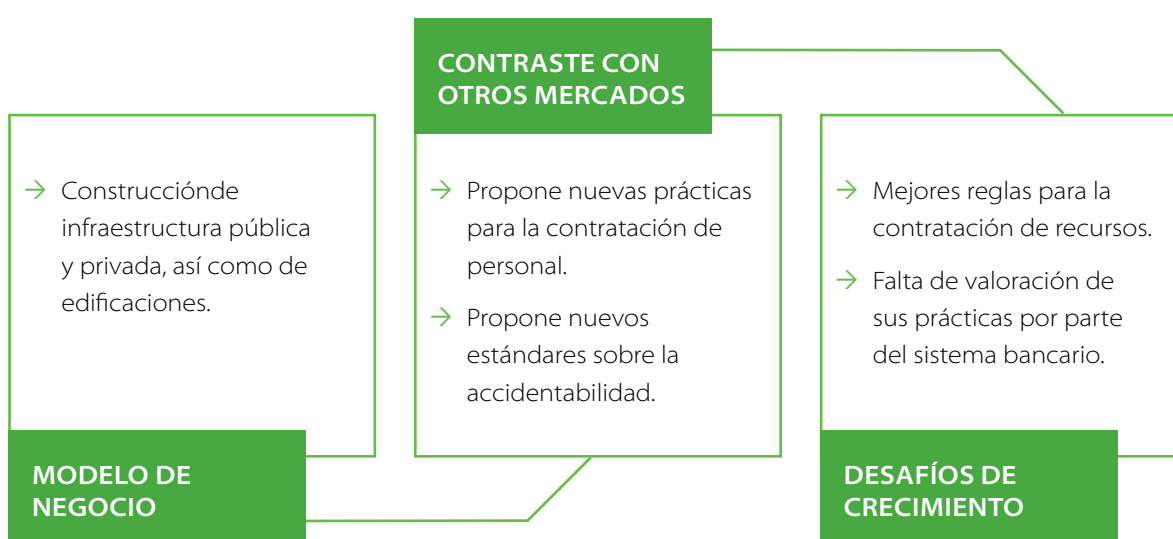 → Construcciónde
infraestructura pública
y privada, así como de
edificaciones.
MODELO DE
NEGOCIO
CONTRASTE CON
OTROS MERCADOS
→ Propone nuevas prácticas
para la contratación de
personal.
→ Propone nuevos
estándares sobre la
accidentabilidad.
→ Mejores reglas para la
contratación de recursos.
→ Falta de valoración de
sus prácticas por parte
del sistema bancario.
DESAFÍOS DE
CRECIMIENTO